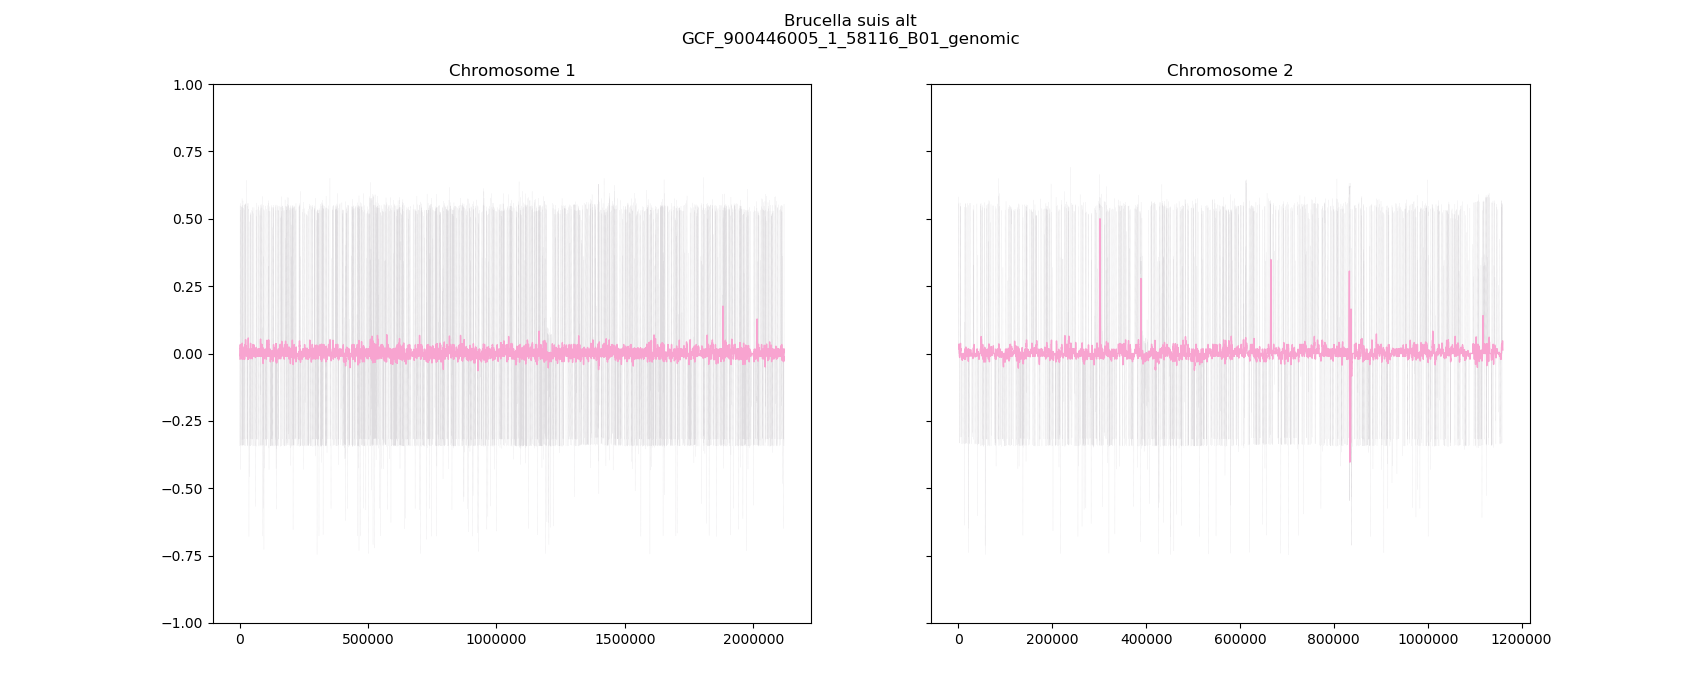 Brucella suis alt
GCF_900446005_1_58116_B01_genomic
Chromosome 1
Chromosome 2
1.00
0.75
0.50
0.25
0.00
−0.25
−0.50
−0.75
−1.00
0 500000 1000000 1500000 2000000
0 200000 400000 600000 800000 1000000 1200000